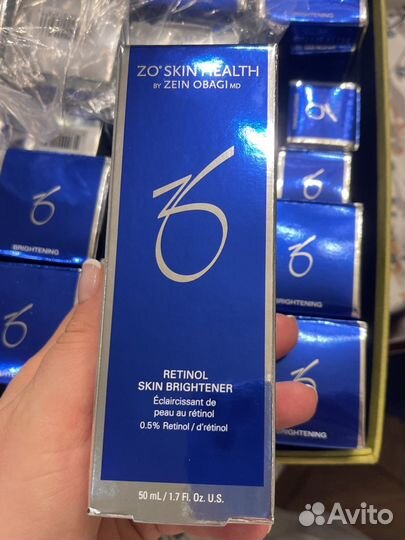 ZO® SKIN HEALTH
BY ZEIN OBAGI MD
RETINOL
SKIN BRIGHTENER
Éclaircissant de
peau au rétinol
0.5% Retinol / d'rétinol
50 mL / 1.7 Fl. Oz. U.S.
BRIGHTENING
BRIGHTENING
BRIGHTENING
Avito